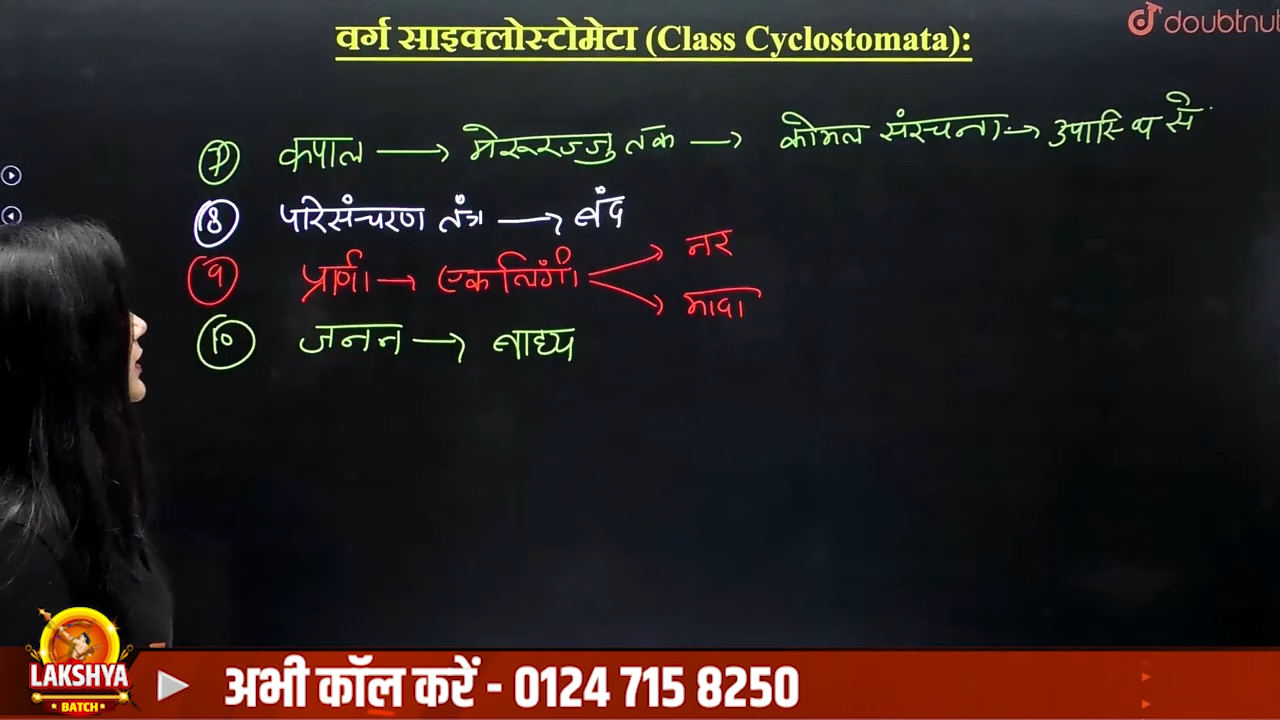 वर्ग साइक्लोस्टोमेटा (Class Cyclostomata):
doubtnut
7 कपाल → मेरूरज्जु तक → कोमल संरचना → उपास्थि से
8 परिसंचरण तंत्र → बंद
9 प्राणी → एकलिंगी → नर
→ मादा
10 जनन → बाह्य
LAKSHYA
BATCH
अभी कॉल करें - 0124 715 8250